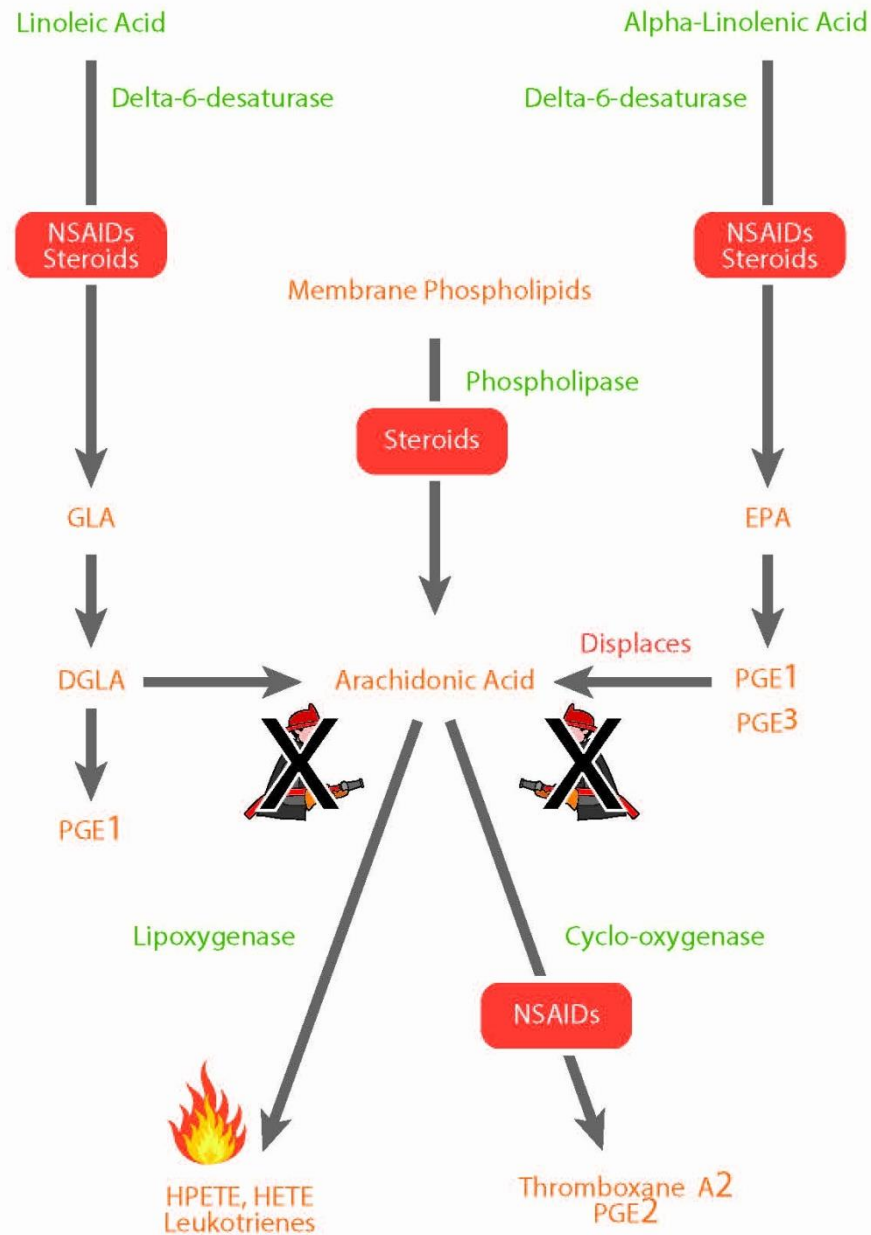 Linoleic Acid
Alpha-Linolenic Acid
Delta-6-desaturase
Delta-6-desaturase
NSAIDs
Steroids
NSAIDs
Steroids
Membrane Phospholipids
Phospholipase
Steroids
GLA
EPA
Displaces
DGLA
Arachidonic Acid
PGE1
PGE3
X
X
PGE1
Lipoxygenase
Cyclo-oxygenase
NSAIDs
HPETE, HETE
Leukotrienes
Thromboxane A2
PGE2